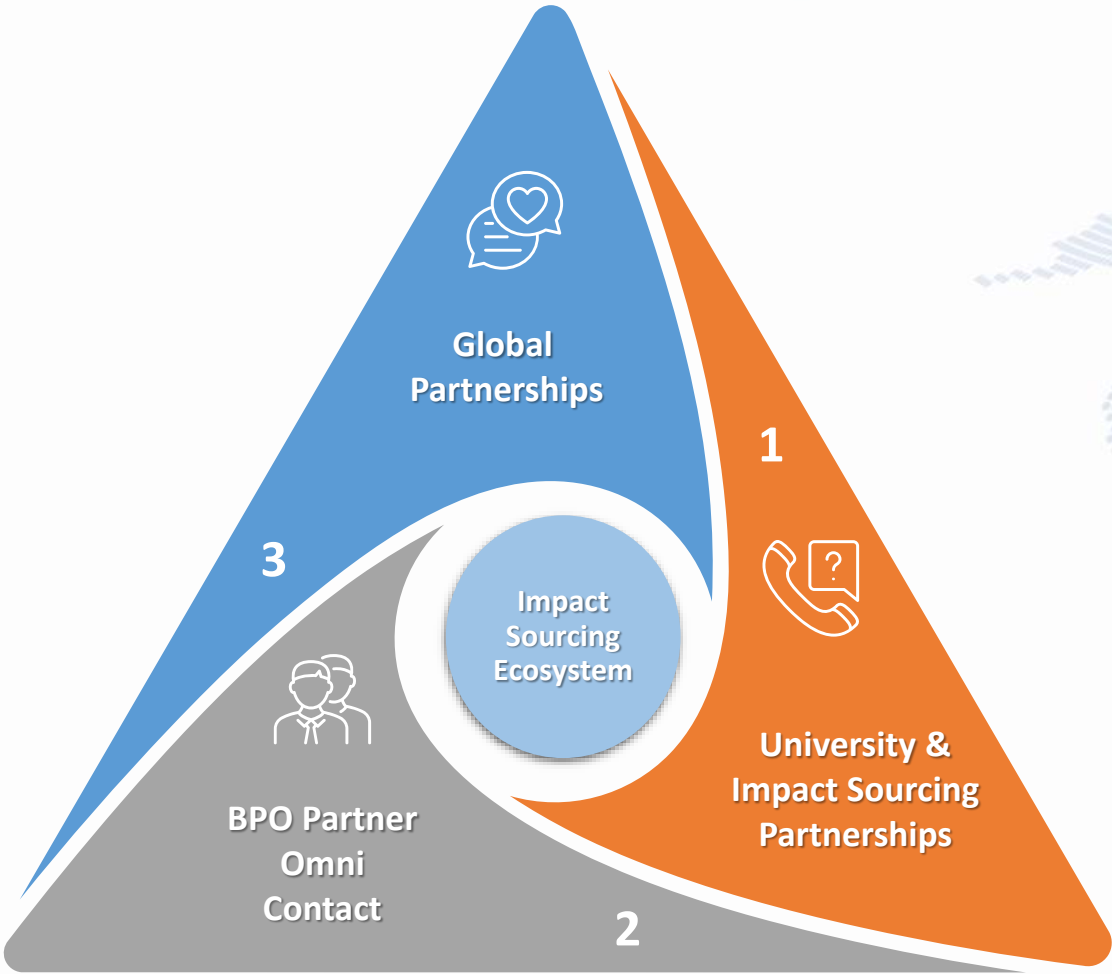 Global
Partnerships
1
3
Impact
Sourcing
Ecosystem
?
University &
Impact Sourcing
Partnerships
BPO Partner
Omni
Contact
2